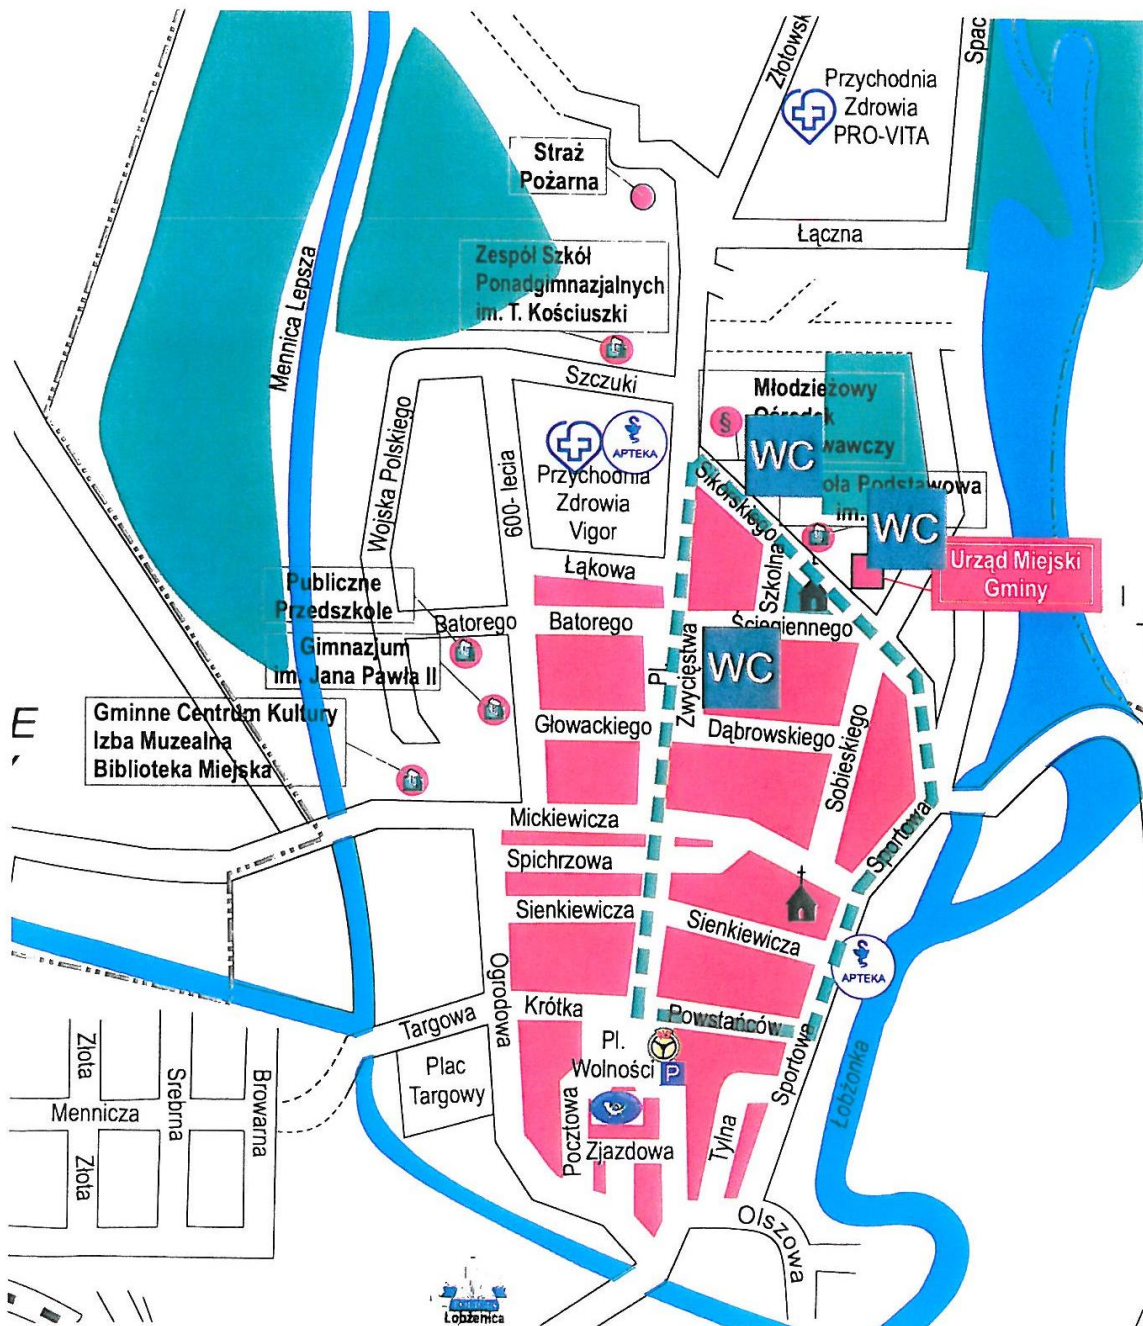 Złotowsk
Spac
Przychodnia
Zdrowia
PRO-VITA
Straż
Pożarna
Łączna
Zespół Szkół
Ponadgimnazjalnych
im. T. Kościuszki
Mennica Lepsza
Szczuki
Młodzieżowy
Ośrodek
wawczy
§
WC
APTEKA
Przychodnia
Zdrowia
Vigor
Wojska Polskiego
600- lecia
Sikorskiego
oła Podstawowa
im.
WC
Urząd Miejski
Gminy
Szkolna
Łąkowa
Publiczne
Przedszkole
Batorego
Batorego
Ściegiennego
Gimnazjum
im. Jana Pawła II
WC
Pl.
Zwycięstwa
Gminne Centrum Kultury
Izba Muzealna
Biblioteka Miejska
E
Głowackiego
Dąbrowskiego
Sobieskiego
Mickiewicza
Sportowa
Spichrzowa
Sienkiewicza
Sienkiewicza
APTEKA
Ogrodowa
Krótka
Powstańców
Targowa
Pl.
Wolności
P
Sportowa
Plac
Targowy
Łobżonka
Złota
Srebrna
Browarna
Mennicza
Złota
Pocztowa
Zjazdowa
Tylna
Olszowa
Łobżenica